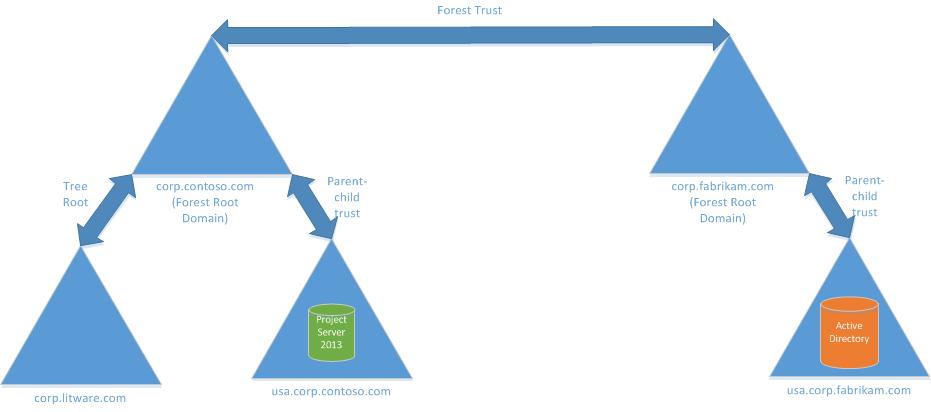 Forest Trust
Tree
Root
corp.contoso.com
(Forest Root
Domain)
Parent-
child
trust
corp.fabrikam.com
(Forest Root
Domain)
Parent-
child
trust
Project
Server
2013
Active
Directory
corp.litware.com
usa.corp.contoso.com
usa.corp.fabrikam.com